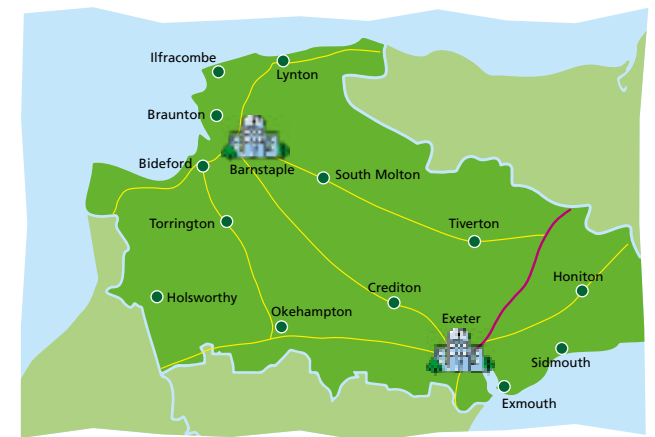 Ilfracombe
Lynton
Braunton
Bideford
Barnstaple
South Molton
Torrington
Tiverton
Holsworthy
Crediton
Honiton
Okehampton
Exeter
Sidmouth
Exmouth